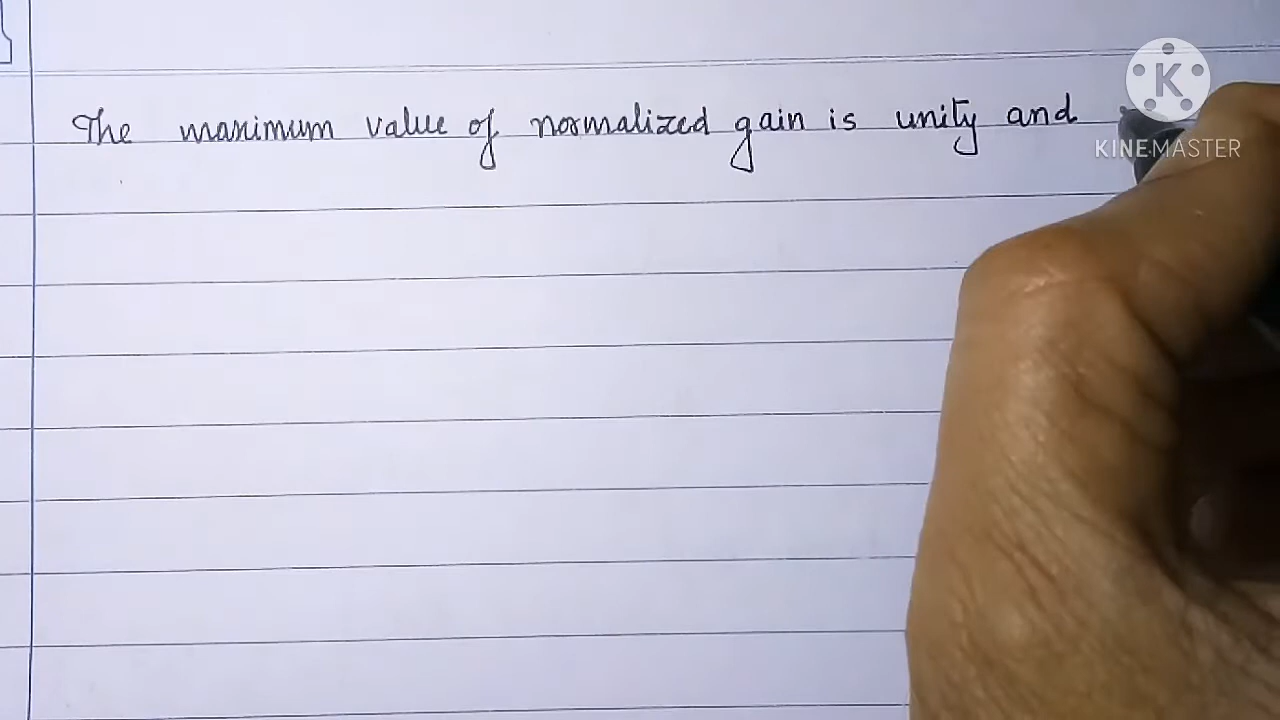 The maximum value of normalized gain is unity and
K
KINEMASTER